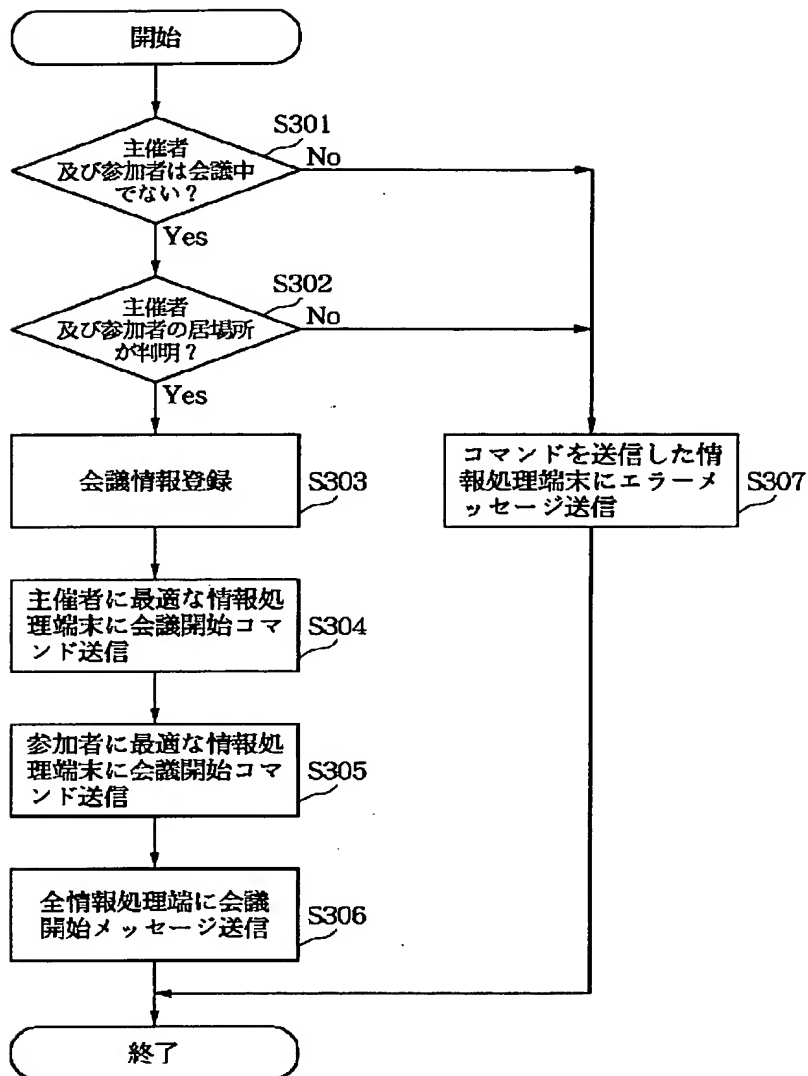 開始
S301
主催者
及び参加者は会議中
でない？
No
Yes
S302
主催者
及び参加者の居場所
が判明？
No
Yes
会議情報登録
S303
コマンドを送信した情
報処理端末にエラーメ
ッセージ送信
S307
主催者に最適な情報処
理端末に会議開始コマ
ンド送信
S304
参加者に最適な情報処
理端末に会議開始コマ
ンド送信
S305
全情報処理端に会議
開始メッセージ送信
S306
終了